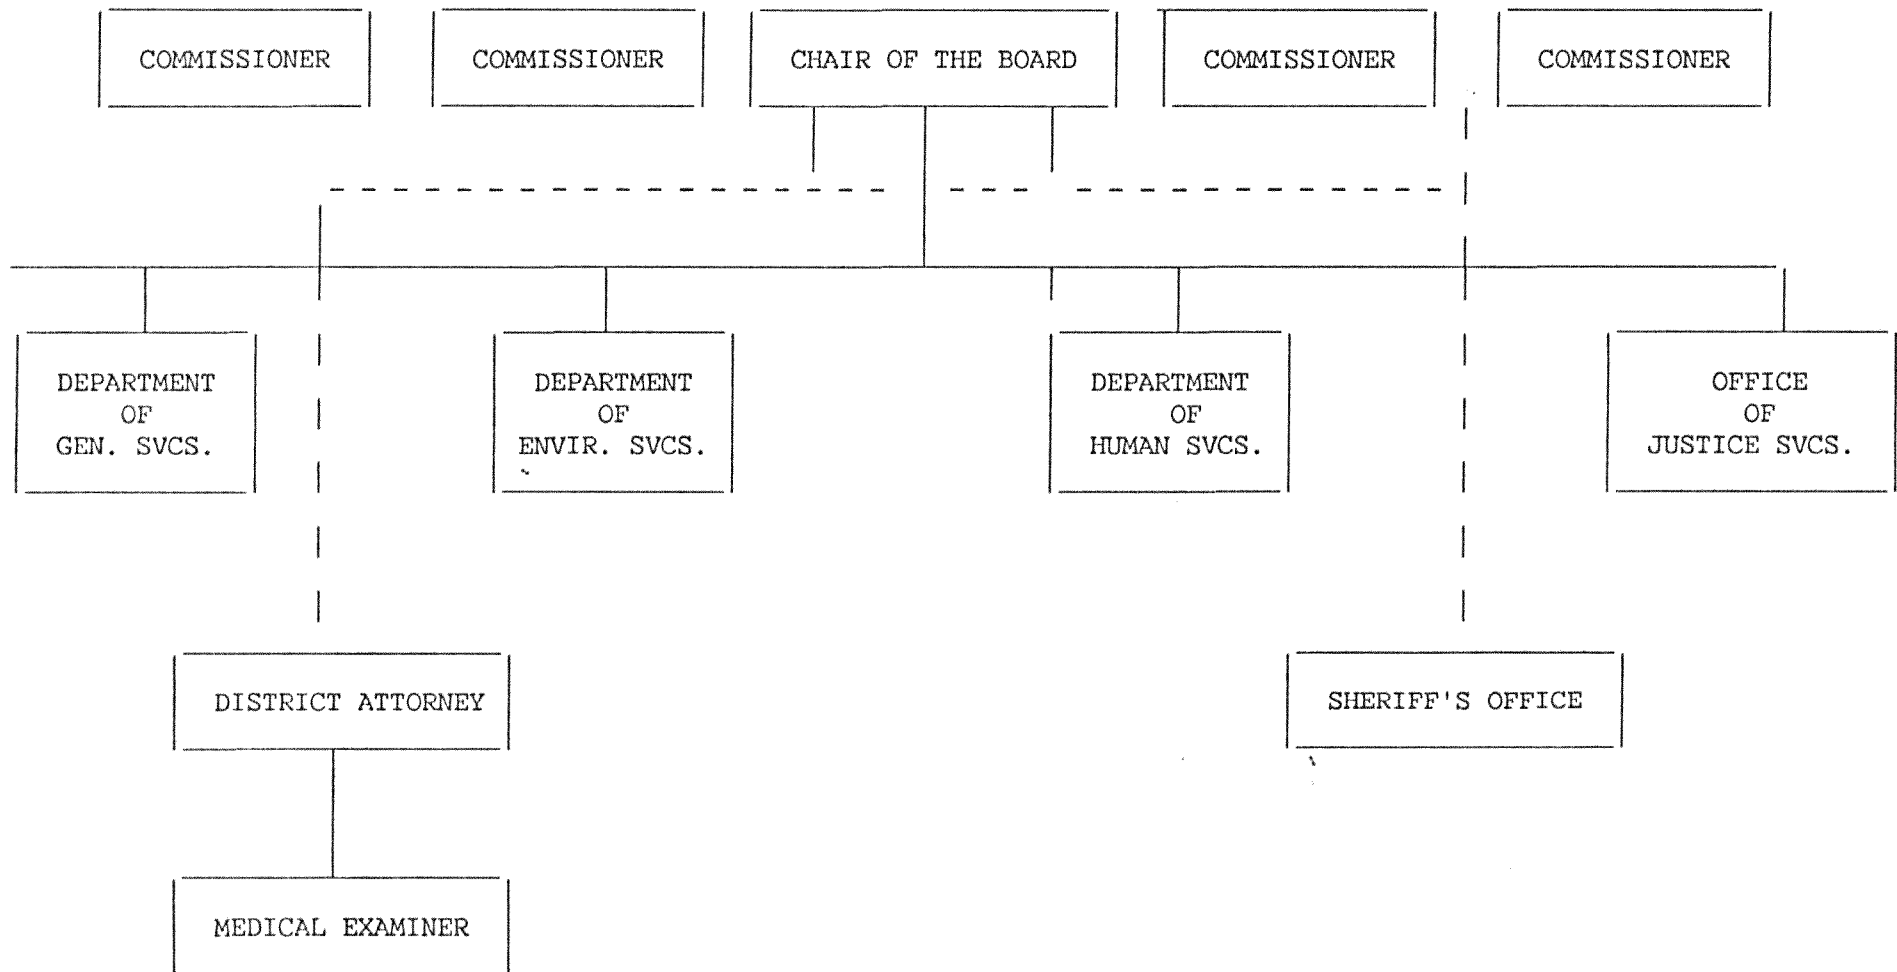 COMMISSIONER
COMMISSIONER
CHAIR OF THE BOARD
COMMISSIONER
COMMISSIONER
DEPARTMENT
OF
GEN. SVCS.
DEPARTMENT
OF
ENVIR. SVCS.
DEPARTMENT
OF
HUMAN SVCS.
OFFICE
OF
JUSTICE SVCS.
DISTRICT ATTORNEY
SHERIFF'S OFFICE
MEDICAL EXAMINER